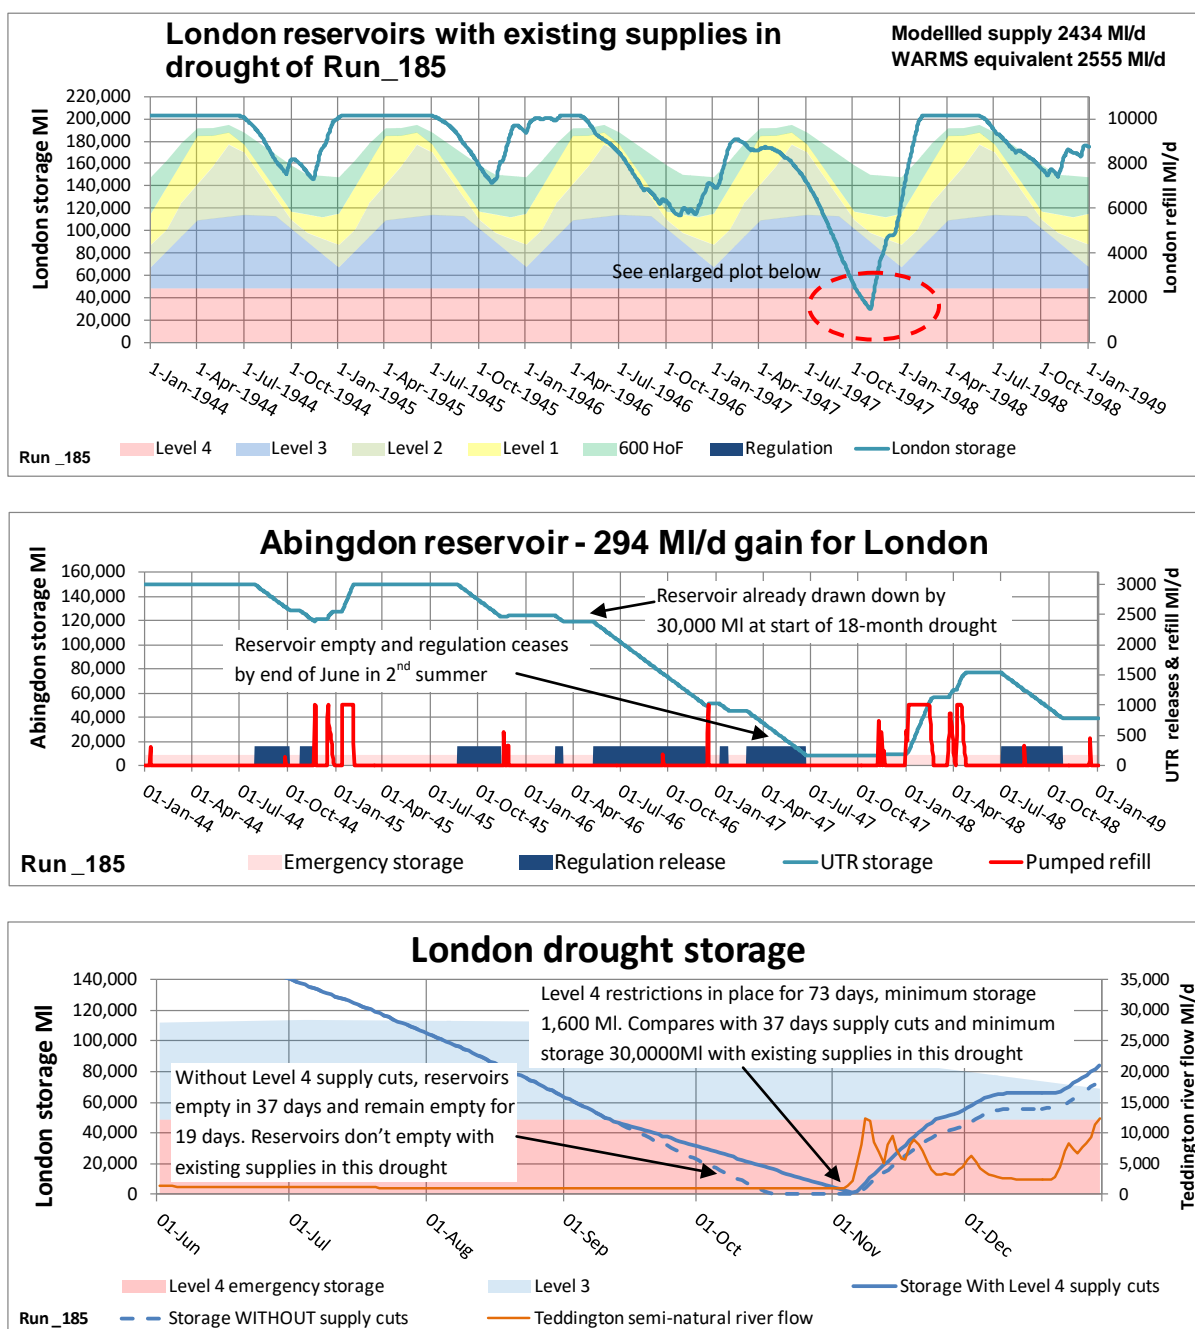 London reservoirs with existing supplies in
drought of Run_185
Modellled supply 2434 Ml/d
WARMS equivalent 2555 Ml/d
London storage Ml
220,000
200,000
180,000
160,000
140,000
120,000
100,000
80,000
60,000
40,000
20,000
0
See enlarged plot below
10000
8000
6000
4000
2000
0
London refill Ml/d
1-Jan-1944
1-Apr-1944
1-Jul-1944
1-Oct-1944
1-Jan-1945
1-Apr-1945
1-Jul-1945
1-Oct-1945
1-Jan-1946
1-Apr-1946
1-Jul-1946
1-Oct-1946
1-Jan-1947
1-Apr-1947
1-Jul-1947
1-Oct-1947
1-Jan-1948
1-Apr-1948
1-Jul-1948
1-Oct-1948
1-Jan-1949
Run _185 Level 4 Level 3 Level 2 Level 1 600 HoF Regulation London storage
Abingdon reservoir - 294 Ml/d gain for London
Abingdon storage Ml
160,000
140,000
120,000
100,000
80,000
60,000
40,000
20,000
0
Reservoir already drawn down by
30,000 Ml at start of 18-month drought
Reservoir empty and regulation ceases
by end of June in 2nd summer
3000
2500
2000
1500
1000
500
0
UTR releases & refill Ml/d
01-Jan-44
01-Apr-44
01-Jul-44
01-Oct-44
01-Jan-45
01-Apr-45
01-Jul-45
01-Oct-45
01-Jan-46
01-Apr-46
01-Jul-46
01-Oct-46
01-Jan-47
01-Apr-47
01-Jul-47
01-Oct-47
01-Jan-48
01-Apr-48
01-Jul-48
01-Oct-48
01-Jan-49
Run _185 Emergency storage Regulation release UTR storage Pumped refill
London drought storage
London storage Ml
140,000
120,000
100,000
80,000
60,000
40,000
20,000
0
Level 4 restrictions in place for 73 days, minimum storage
1,600 Ml. Compares with 37 days supply cuts and minimum
storage 30,0000Ml with existing supplies in this drought
Without Level 4 supply cuts, reservoirs
empty in 37 days and remain empty for
19 days. Reservoirs don't empty with
existing supplies in this drought
35,000
30,000
25,000
20,000
15,000
10,000
5,000
0
Teddington river flow Ml/d
01-Jun
01-Jul
01-Aug
01-Sep
01-Oct
01-Nov
01-Dec
Level 4 emergency storage Level 3 Storage With Level 4 supply cuts
Run _185 Storage WITHOUT supply cuts Teddington semi-natural river flow